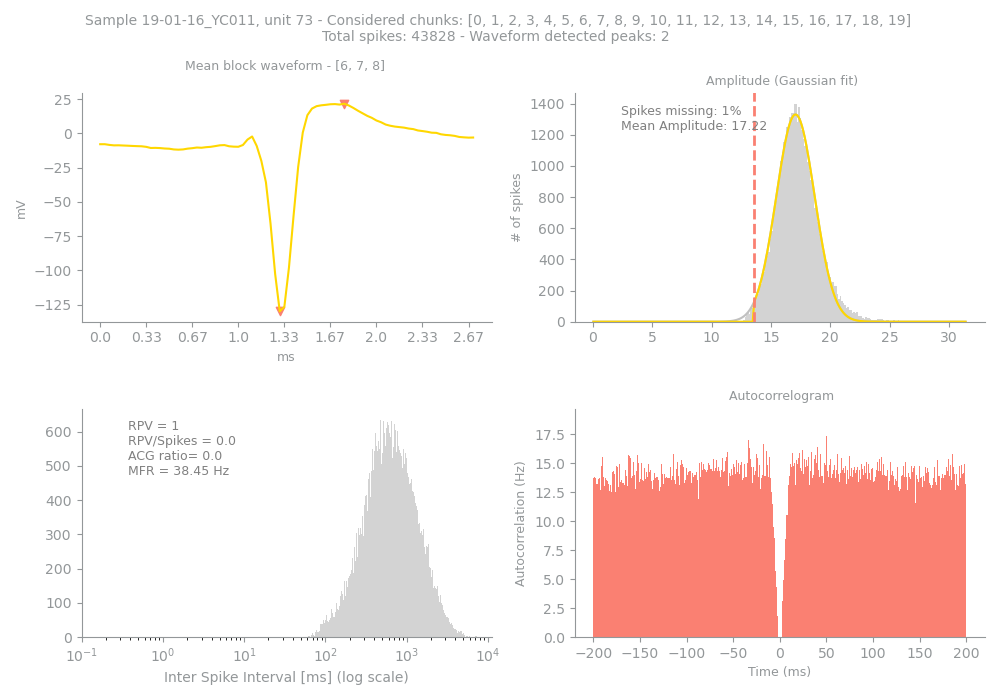 Sample 19-01-16_YC011, unit 73 - Considered chunks: [0, 1, 2, 3, 4, 5, 6, 7, 8, 9, 10, 11, 12, 13, 14, 15, 16, 17, 18, 19]
Total spikes: 43828 - Waveform detected peaks: 2
Mean block waveform - [6, 7, 8]
25
0
−25
−50
−75
−100
−125
mV
0.0 0.33 0.67 1.0 1.33 1.67 2.0 2.33 2.67
ms
Amplitude (Gaussian fit)
Spikes missing: 1%
Mean Amplitude: 17.22
1400
1200
1000
800
600
400
200
0
# of spikes
0 5 10 15 20 25 30
RPV = 1
RPV/Spikes = 0.0
ACG ratio= 0.0
MFR = 38.45 Hz
600
500
400
300
200
100
0
10⁻¹ 10⁰ 10¹ 10² 10³ 10⁴
Inter Spike Interval [ms] (log scale)
Autocorrelogram
17.5
15.0
12.5
10.0
7.5
5.0
2.5
0.0
Autocorrelation (Hz)
−200 −150 −100 −50 0 50 100 150 200
Time (ms)